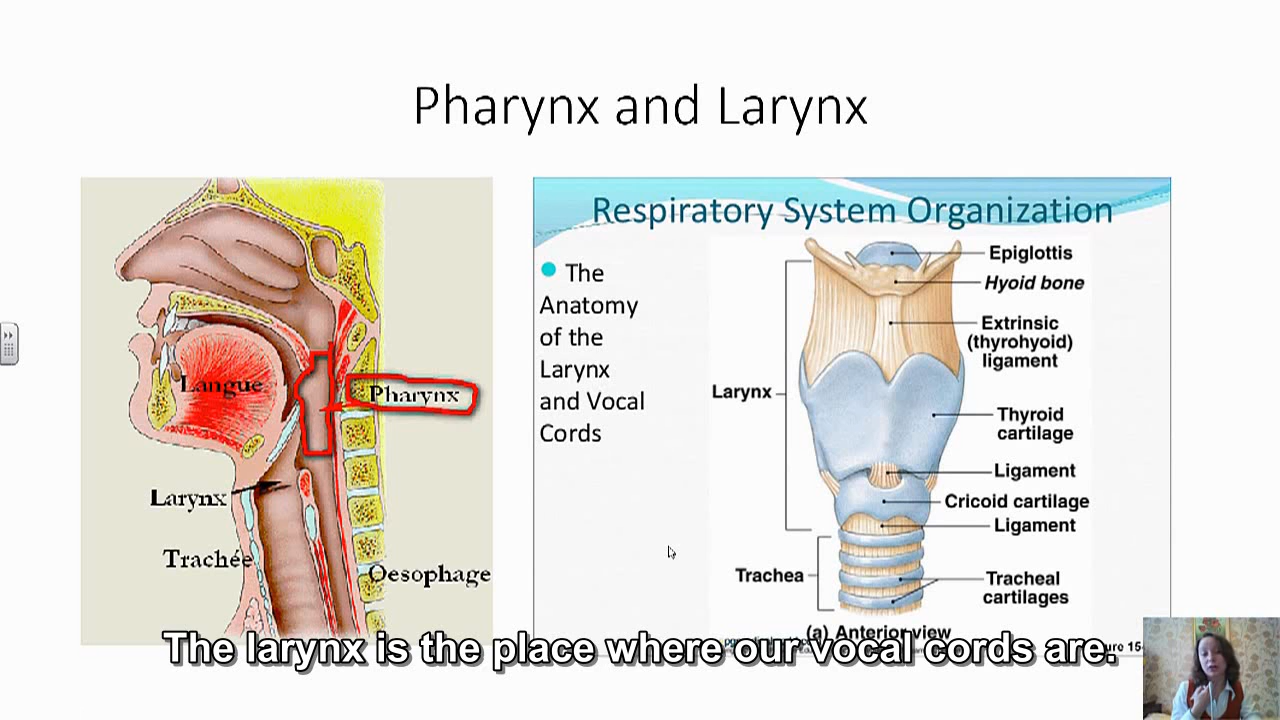 Pharynx and Larynx
Langue
Pharynx
Larynx
Trachée
Oesophage
Respiratory System Organization
The
Anatomy
of the
Larynx
and Vocal
Cords
Epiglottis
Hyoid bone
Extrinsic
(thyrohyoid)
ligament
Larynx
Thyroid
cartilage
Ligament
Cricoid cartilage
Ligament
Trachea
Tracheal
cartilages
(a) Anterior view
The larynx is the place where our vocal cords are.